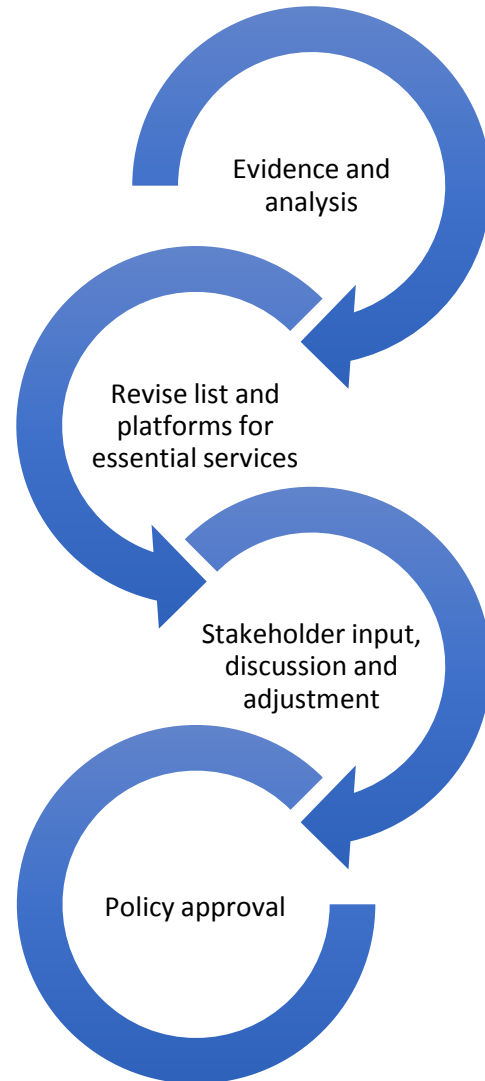 Evidence and
analysis
Revise list and
platforms for
essential services
Stakeholder input,
discussion and
adjustment
Policy approval